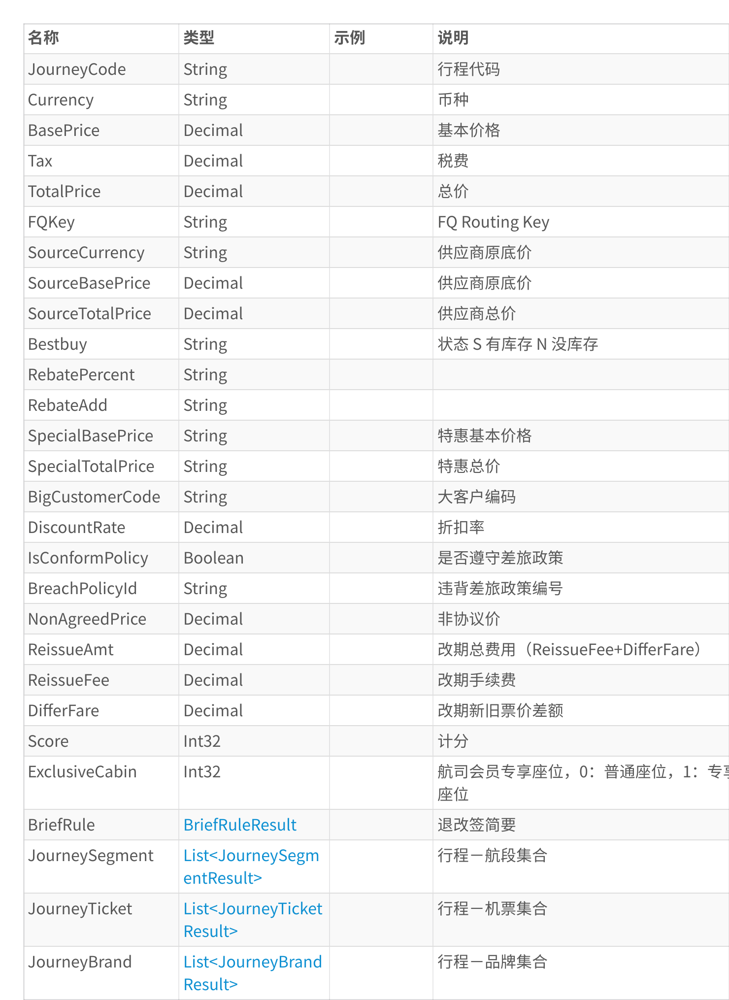 名称 类型 示例 说明
JourneyCode String 行程代码
Currency String 币种
BasePrice Decimal 基本价格
Tax Decimal 税费
TotalPrice Decimal 总价
FQKey String FQ Routing Key
SourceCurrency String 供应商原底价
SourceBasePrice Decimal 供应商原底价
SourceTotalPrice Decimal 供应商总价
Bestbuy String 状态 S 有库存 N 没库存
RebatePercent String
RebateAdd String
SpecialBasePrice String 特惠基本价格
SpecialTotalPrice String 特惠总价
BigCustomerCode String 大客户编码
DiscountRate Decimal 折扣率
IsConformPolicy Boolean 是否遵守差旅政策
BreachPolicyId String 违背差旅政策编号
NonAgreedPrice Decimal 非协议价
ReissueAmt Decimal 改期总费用（ReissueFee+DifferFare）
ReissueFee Decimal 改期手续费
DifferFare Decimal 改期新旧票价差额
Score Int32 计分
ExclusiveCabin Int32 航司会员专享座位，0：普通座位，1：专享
座位
BriefRule BriefRuleResult 退改签简要
JourneySegment List<JourneySegm 行程－航段集合
entResult>
JourneyTicket List<JourneyTicket 行程－机票集合
Result>
JourneyBrand List<JourneyBrand 行程－品牌集合
Result>